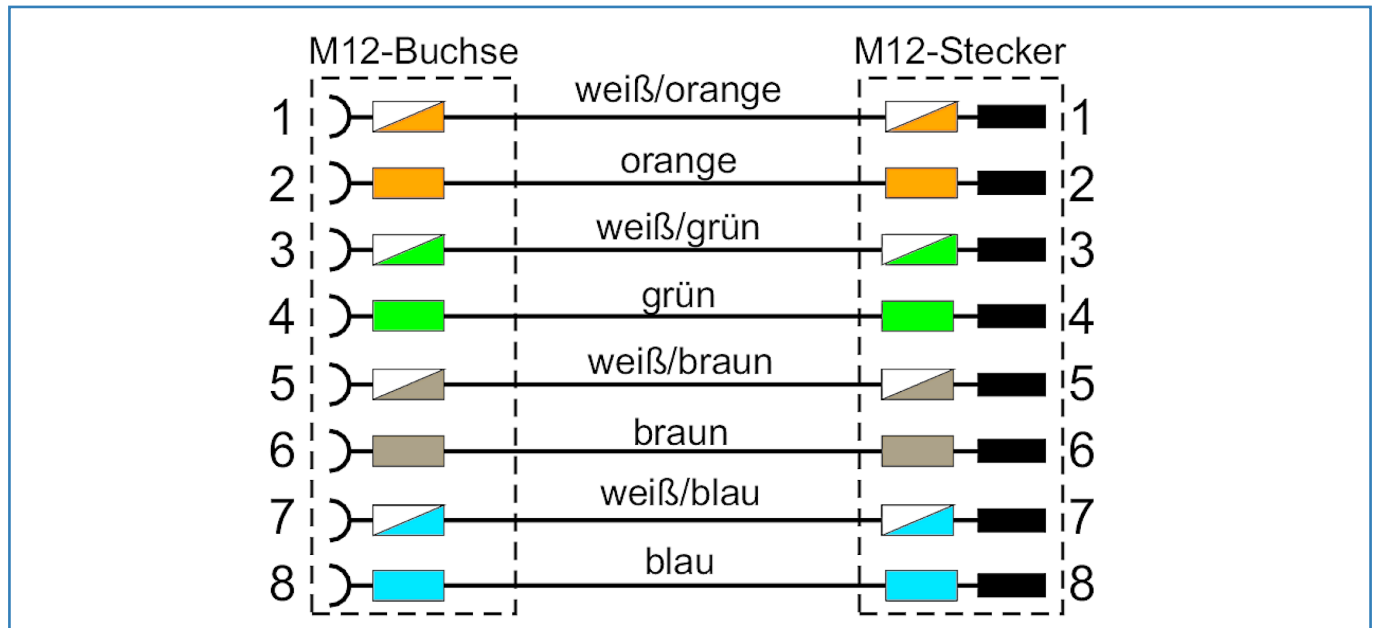 M12-Buchse M12-Stecker
1 weiß/orange 1
2 orange 2
3 weiß/grün 3
4 grün 4
5 weiß/braun 5
6 braun 6
7 weiß/blau 7
8 blau 8